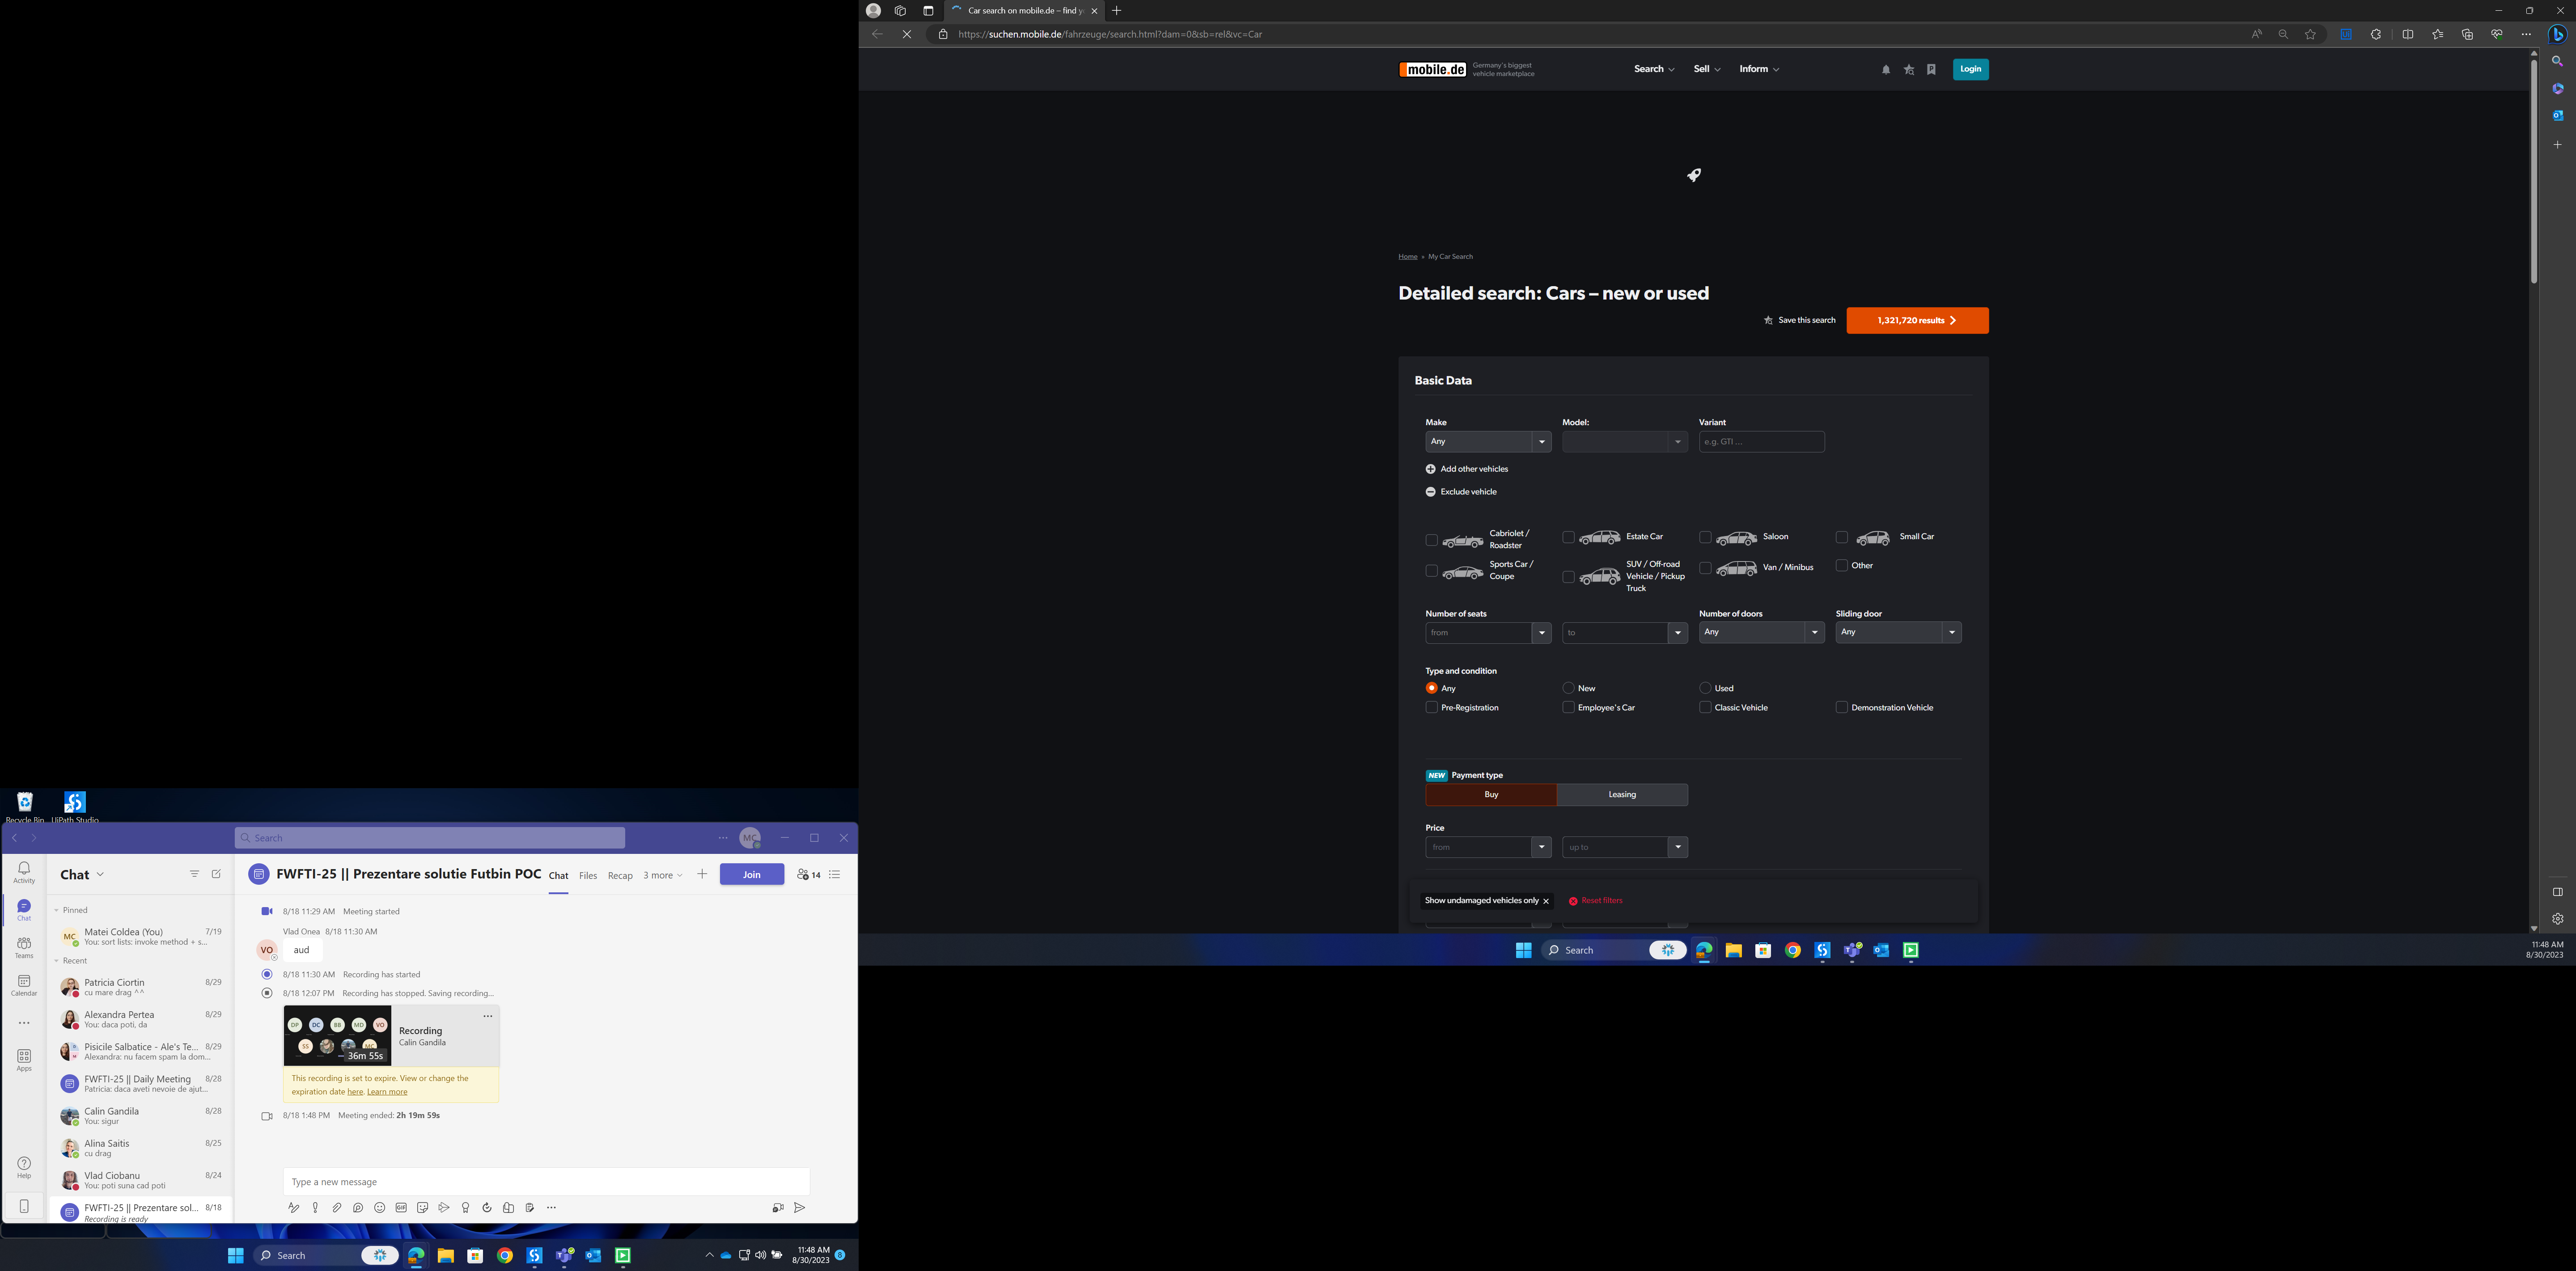 Car search on mobile.de – find y
https://suchen.mobile.de/fahrzeuge/search.html?dam=0&sb=rel&vc=Car
mobile.de
Germany's biggest
vehicle marketplace
Search
Sell
Inform
Login
Home » My Car Search
Detailed search: Cars – new or used
Save this search
1,321,720 results
Basic Data
Make
Model:
Variant
Any
e.g. GTI ...
Add other vehicles
Exclude vehicle
Cabriolet /
Roadster
Estate Car
Saloon
Small Car
Sports Car /
Coupe
SUV / Off-road
Vehicle / Pickup
Truck
Van / Minibus
Other
Number of seats
Number of doors
Sliding door
from
to
Any
Any
Type and condition
Any
New
Used
Pre-Registration
Employee's Car
Classic Vehicle
Demonstration Vehicle
NEW Payment type
Buy
Leasing
Price
from
up to
Show undamaged vehicles only
Reset filters
Search
11:48 AM
8/30/2023
Recycle Bin
UiPath Studio
Search
MC
Activity
Chat
Teams
Calendar
Apps
Help
Chat
Pinned
MC
Matei Coldea (You) 7/19
You: sort lists: invoke method + s...
Recent
Patricia Ciortin 8/29
cu mare drag ^^
Alexandra Pertea 8/29
You: daca poti, da
Pisicile Salbatice - Ale's Te... 8/29
Alexandra: nu facem spam la dom...
FWFTI-25 || Daily Meeting 8/28
Patricia: daca aveti nevoie de ajut...
Calin Gandila 8/28
You: sigur
Alina Saitis 8/25
cu drag
Vlad Ciobanu 8/24
You: poti suna cad poti
FWFTI-25 || Prezentare sol... 8/18
Recording is ready
FWFTI-25 || Prezentare solutie Futbin POC
Chat
Files
Recap
3 more
Join
14
8/18 11:29 AM Meeting started
Vlad Onea 8/18 11:30 AM
VO
aud
8/18 11:30 AM Recording has started
8/18 12:07 PM Recording has stopped. Saving recording...
DP DC BB MD VO
SS MC
36m 55s
Recording
Calin Gandila
This recording is set to expire. View or change the
expiration date here. Learn more
8/18 1:48 PM Meeting ended: 2h 19m 59s
Type a new message
GIF
Search
11:48 AM
8/30/2023
8